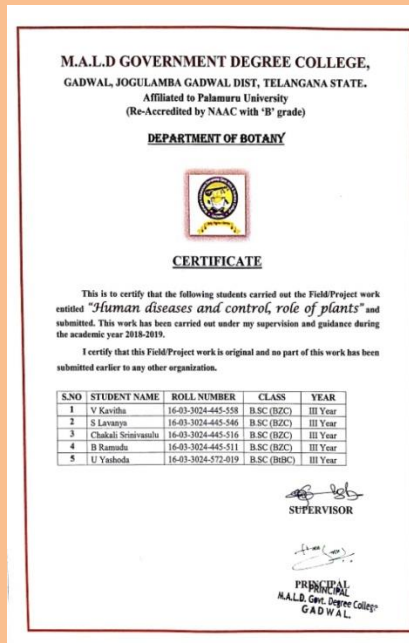 M.A.L.D GOVERNMENT DEGREE COLLEGE,
GADWAL, JOGULAMBA GADWAL DIST, TELANGANA STATE.
Affiliated to Palamuru University
(Re-Accredited by NAAC with ‘B’ grade)
DEPARTMENT OF BOTANY
CERTIFICATE
This is to certify that the following students carried out the Field/Project work
entitled "Human diseases and control, role of plants" and
submitted. This work has been carried out under my supervision and guidance during
the academic year 2018-2019.
I certify that this Field/Project work is original and no part of this work has been
submitted earlier to any other organization.
S.NO STUDENT NAME ROLL NUMBER CLASS YEAR
1 V Kavitha 16-03-3024-445-558 B.SC (BZC) III Year
2 S Lavanya 16-03-3024-445-546 B.SC (BZC) III Year
3 Chakali Srinivasulu 16-03-3024-445-516 B.SC (BZC) III Year
4 B Ramudu 16-03-3024-445-511 B.SC (BZC) III Year
5 U Yashoda 16-03-3024-572-019 B.SC (BtBC) III Year
SUPERVISOR
PRINCIPAL
PRINCIPAL
M.A.L.D. Govt. Degree College
GADWAL.